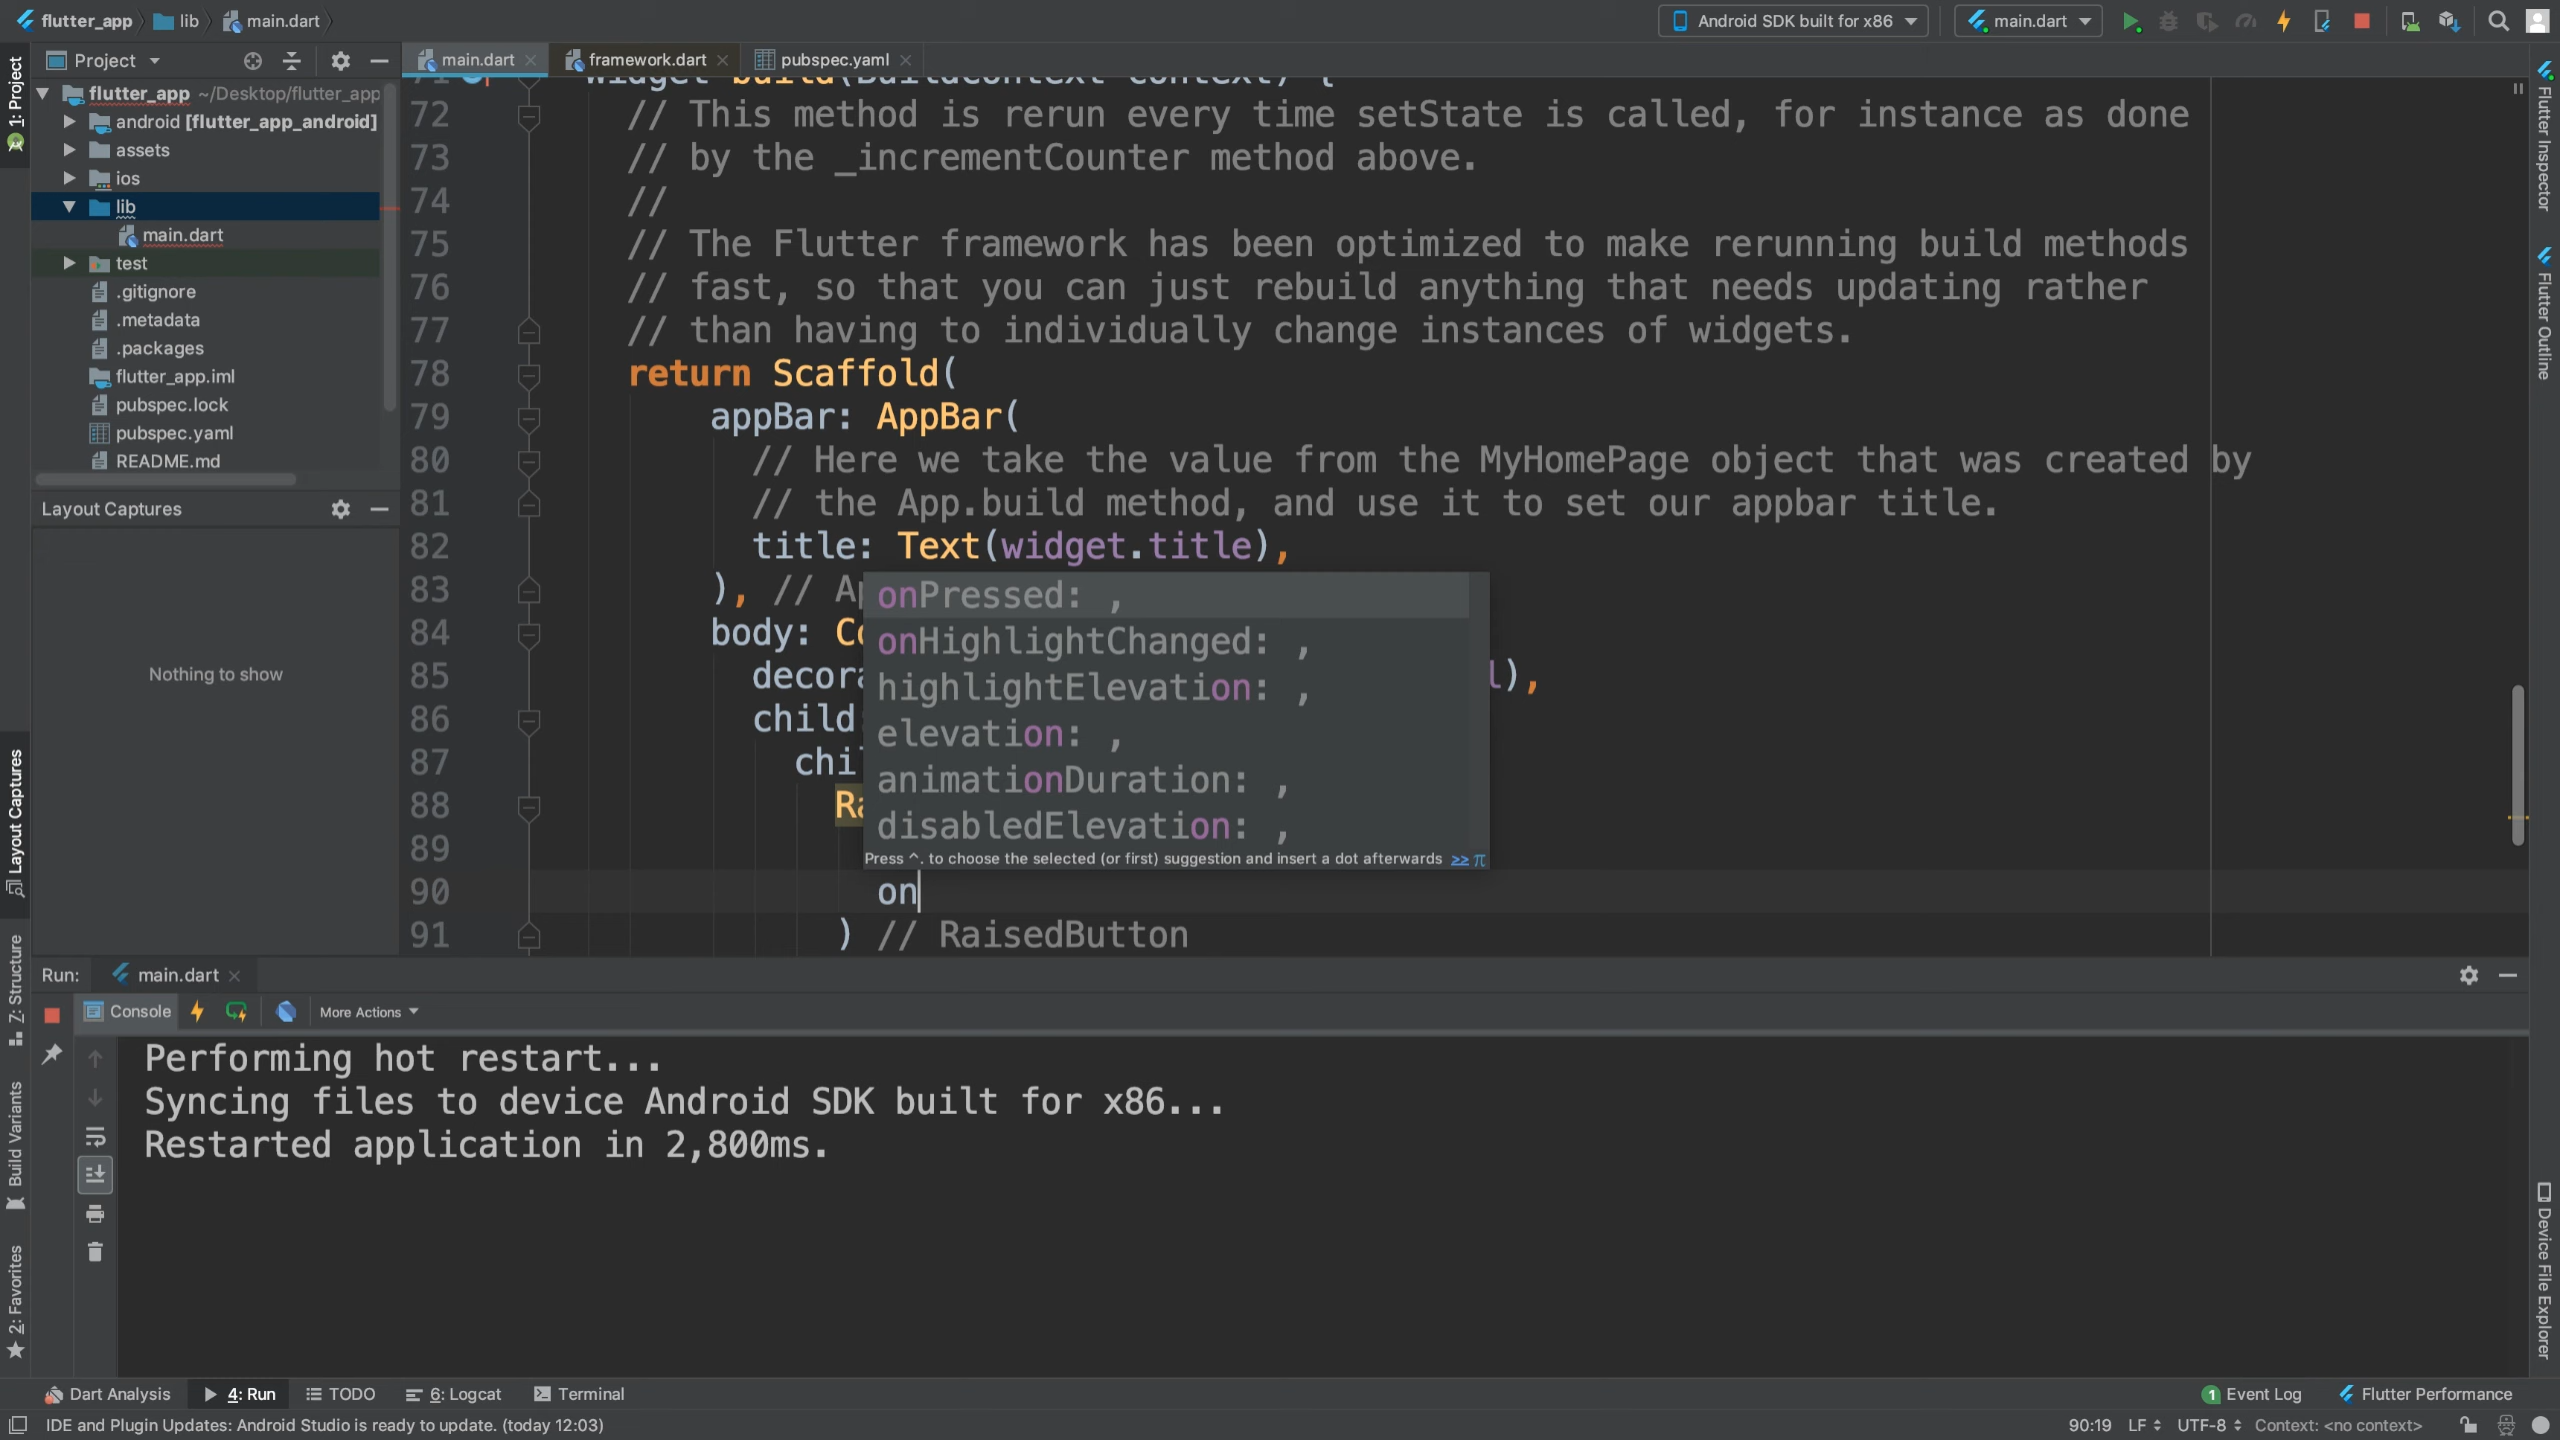 flutter_app
lib
main.dart
Android SDK built for x86
main.dart
Project
main.dart
framework.dart
pubspec.yaml
1: Project
flutter_app ~/Desktop/flutter_app
android [flutter_app_android]
assets
ios
lib
main.dart
test
.gitignore
.metadata
.packages
flutter_app.iml
pubspec.lock
pubspec.yaml
README.md
Layout Captures
Nothing to show
Layout Captures
Z: Structure
Build Variants
2: Favorites
71 Widget build(BuildContext context) {
72 // This method is rerun every time setState is called, for instance as done
73 // by the _incrementCounter method above.
74 //
75 // The Flutter framework has been optimized to make rerunning build methods
76 // fast, so that you can just rebuild anything that needs updating rather
77 // than having to individually change instances of widgets.
78 return Scaffold(
79 appBar: AppBar(
80 // Here we take the value from the MyHomePage object that was created by
81 // the App.build method, and use it to set our appbar title.
82 title: Text(widget.title),
83 ), // Ap
84 body: Co
85 decora l),
86 child
87 chi
88 Ra
89
90 on
91 ) // RaisedButton
onPressed: ,
onHighlightChanged: ,
highlightElevation: ,
elevation: ,
animationDuration: ,
disabledElevation: ,
Press ^. to choose the selected (or first) suggestion and insert a dot afterwards >> π
Flutter Inspector
Flutter Outline
Device File Explorer
Run: main.dart
Console
More Actions
Performing hot restart...
Syncing files to device Android SDK built for x86...
Restarted application in 2,800ms.
Dart Analysis
4: Run
TODO
6: Logcat
Terminal
1 Event Log
Flutter Performance
IDE and Plugin Updates: Android Studio is ready to update. (today 12:03)
90:19 LF UTF-8 Context: <no context>